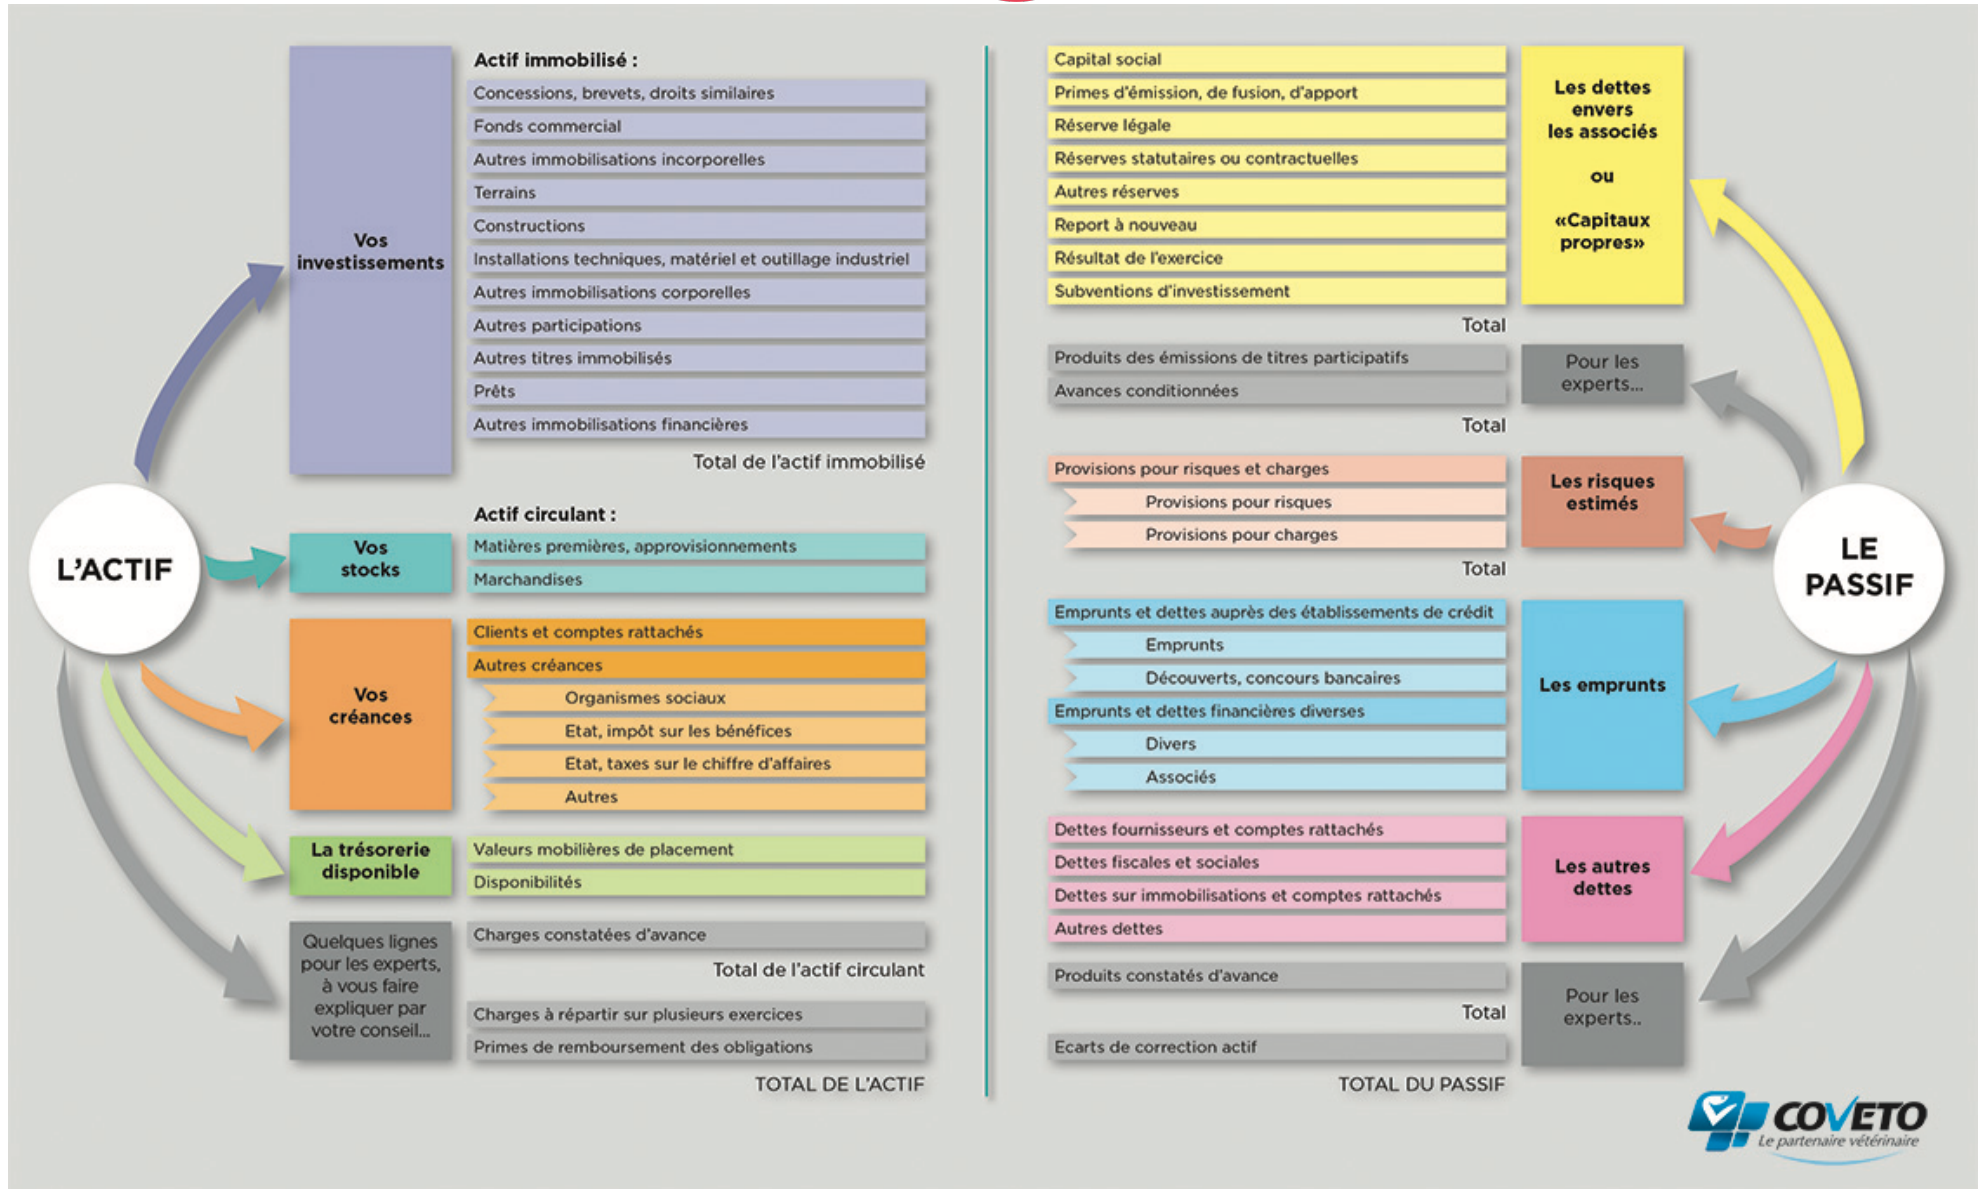 L'ACTIF
Vos
investissements
Actif immobilisé :
Concessions, brevets, droits similaires
Fonds commercial
Autres immobilisations incorporelles
Terrains
Constructions
Installations techniques, matériel et outillage industriel
Autres immobilisations corporelles
Autres participations
Autres titres immobilisés
Prêts
Autres immobilisations financières
Total de l'actif immobilisé
Actif circulant :
Vos
stocks
Matières premières, approvisionnements
Marchandises
Vos
créances
Clients et comptes rattachés
Autres créances
Organismes sociaux
Etat, impôt sur les bénéfices
Etat, taxes sur le chiffre d'affaires
Autres
La trésorerie
disponible
Valeurs mobilières de placement
Disponibilités
Quelques lignes
pour les experts,
à vous faire
expliquer par
votre conseil...
Charges constatées d'avance
Total de l'actif circulant
Charges à répartir sur plusieurs exercices
Primes de remboursement des obligations
TOTAL DE L'ACTIF
LE
PASSIF
Capital social
Primes d'émission, de fusion, d'apport
Réserve légale
Réserves statutaires ou contractuelles
Autres réserves
Report à nouveau
Résultat de l'exercice
Subventions d'investissement
Total
Les dettes
envers
les associés
ou
«Capitaux
propres»
Produits des émissions de titres participatifs
Avances conditionnées
Total
Pour les
experts...
Provisions pour risques et charges
Provisions pour risques
Provisions pour charges
Total
Les risques
estimés
Emprunts et dettes auprès des établissements de crédit
Emprunts
Découverts, concours bancaires
Emprunts et dettes financières diverses
Divers
Associés
Les emprunts
Dettes fournisseurs et comptes rattachés
Dettes fiscales et sociales
Dettes sur immobilisations et comptes rattachés
Autres dettes
Les autres
dettes
Produits constatés d'avance
Total
Ecarts de correction actif
Pour les
experts..
TOTAL DU PASSIF
COVETO
Le partenaire vétérinaire